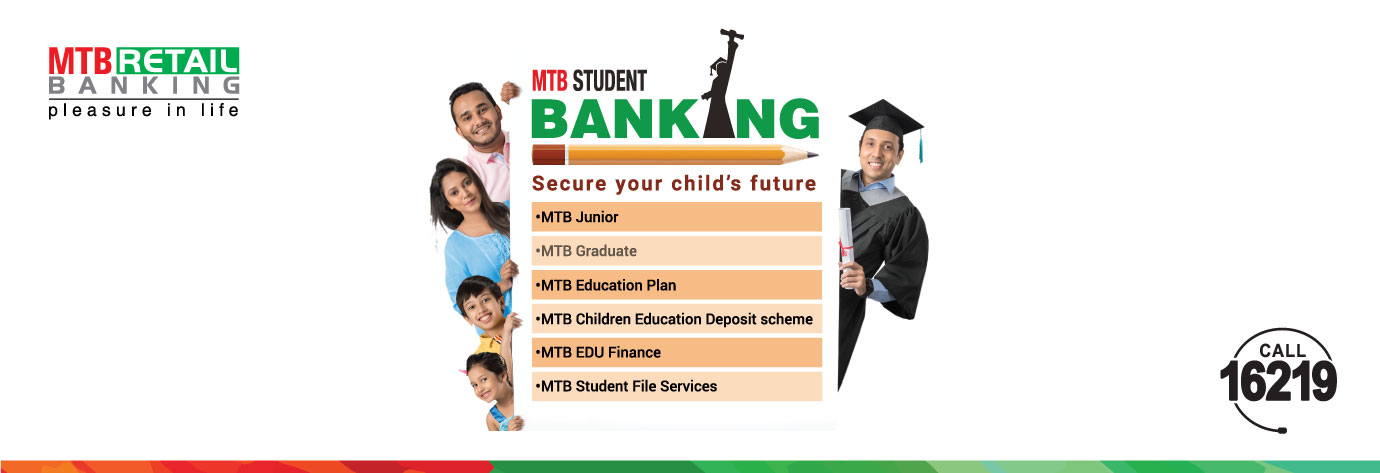 MTB RETAIL
BANKING
pleasure in life
MTB STUDENT
BANKING
Secure your child's future
•MTB Junior
•MTB Graduate
•MTB Education Plan
•MTB Children Education Deposit scheme
•MTB EDU Finance
•MTB Student File Services
CALL
16219